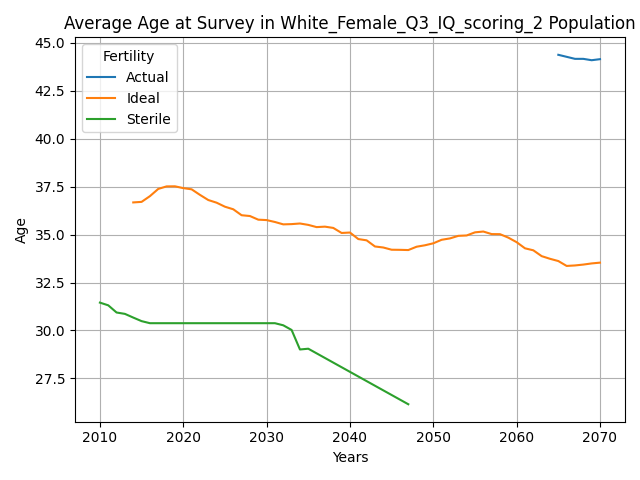 Average Age at Survey in White_Female_Q3_IQ_scoring_2 Population
Fertility
Actual
Ideal
Sterile
45.0
42.5
40.0
37.5
35.0
32.5
30.0
27.5
Age
2010 2020 2030 2040 2050 2060 2070
Years